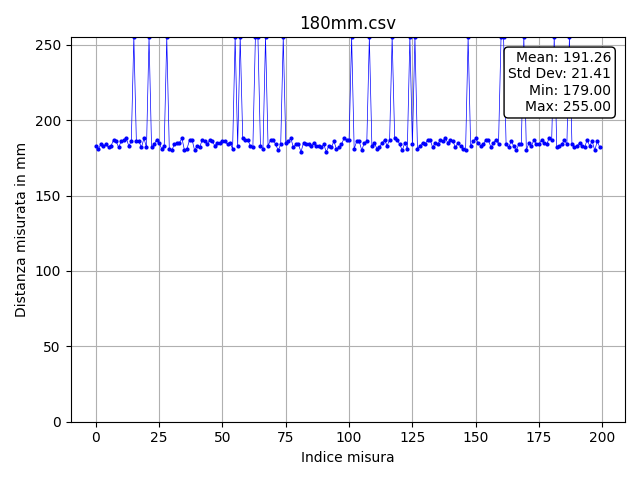 180mm.csv
Distanza misurata in mm
250
200
150
100
50
0
Mean: 191.26
Std Dev: 21.41
Min: 179.00
Max: 255.00
0 25 50 75 100 125 150 175 200
Indice misura